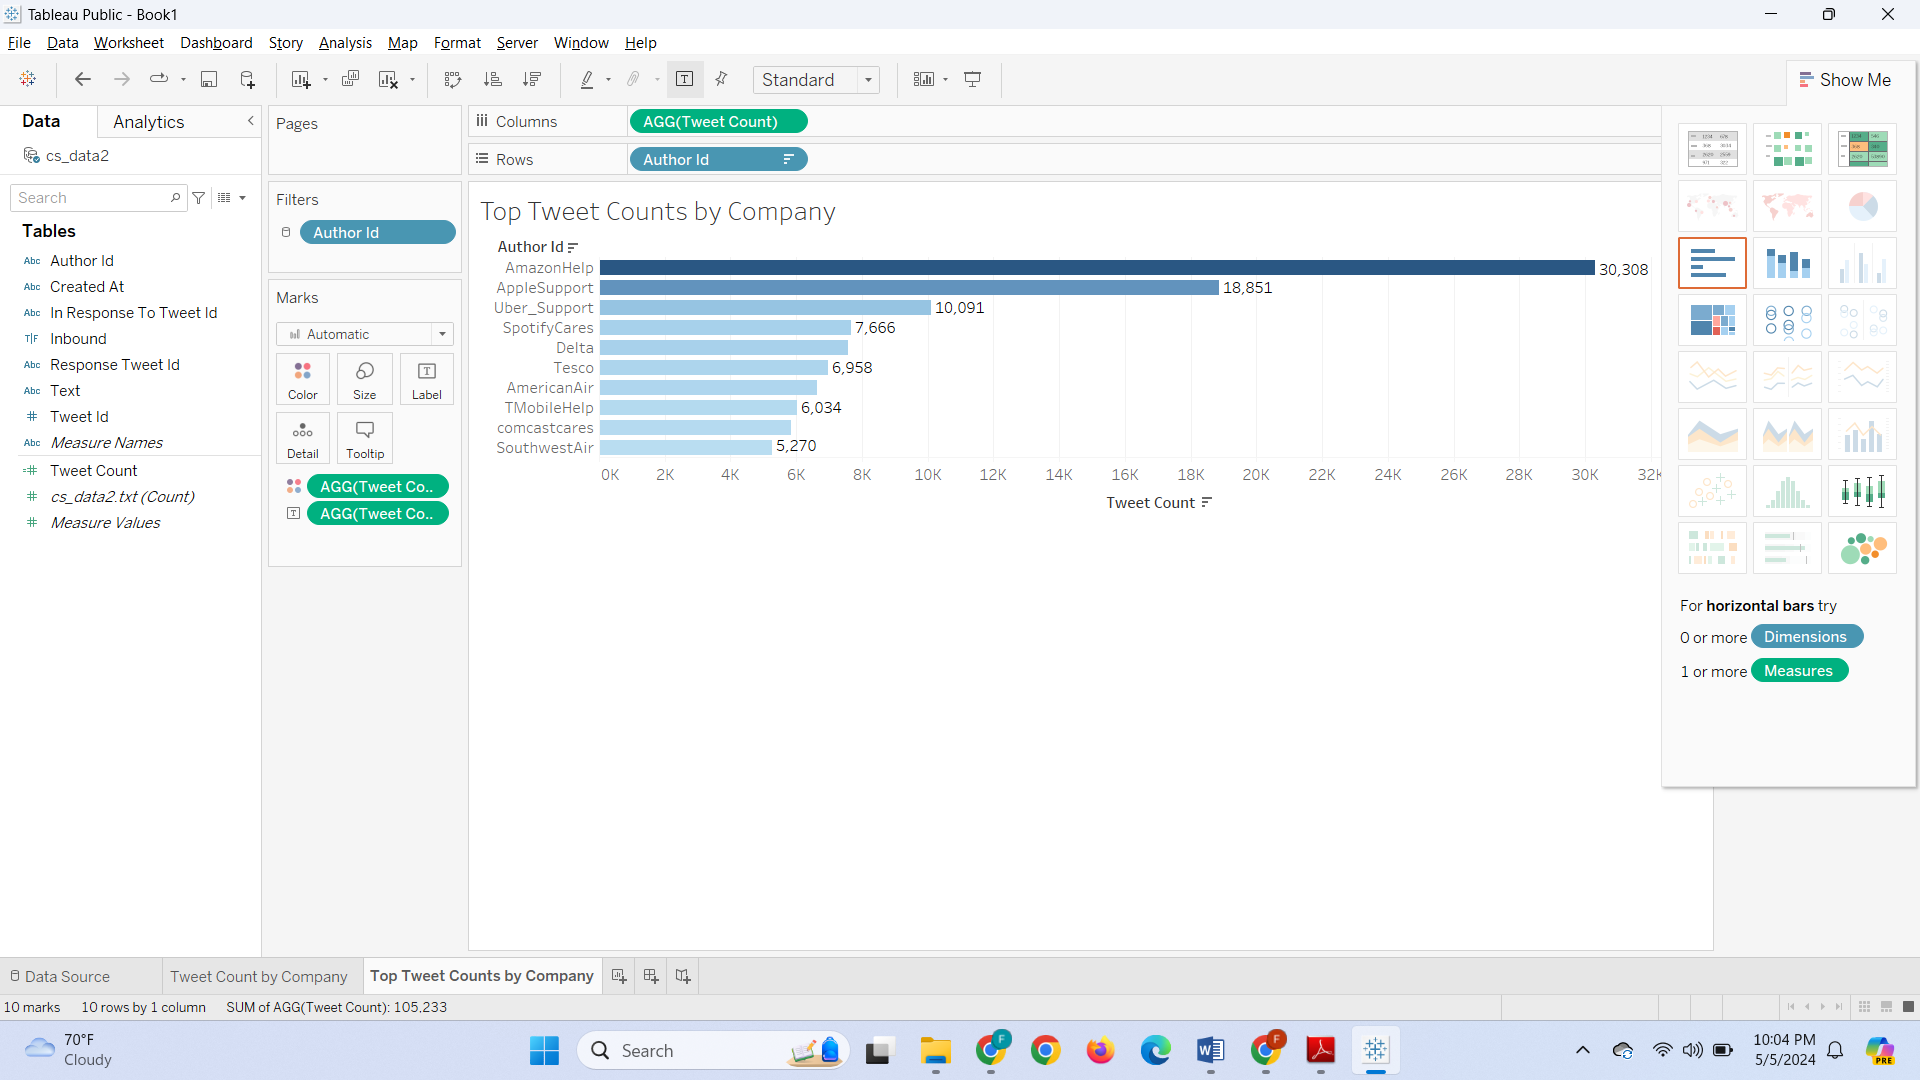 Tableau Public - Book1
File Data Worksheet Dashboard Story Analysis Map Format Server Window Help
Standard
Show Me
Data Analytics
cs_data2
Search
Tables
Abc Author Id
Abc Created At
Abc In Response To Tweet Id
T|F Inbound
Abc Response Tweet Id
Abc Text
# Tweet Id
Abc Measure Names
=# Tweet Count
# cs_data2.txt (Count)
# Measure Values
Pages
Filters
Author Id
Marks
Automatic
Color Size Label
Detail Tooltip
AGG(Tweet Co..
AGG(Tweet Co..
Columns AGG(Tweet Count)
Rows Author Id
Top Tweet Counts by Company
Author Id
AmazonHelp 30,308
AppleSupport 18,851
Uber_Support 10,091
SpotifyCares 7,666
Delta
Tesco 6,958
AmericanAir
TMobileHelp 6,034
comcastcares
SouthwestAir 5,270
0K 2K 4K 6K 8K 10K 12K 14K 16K 18K 20K 22K 24K 26K 28K 30K 32K
Tweet Count
For horizontal bars try
0 or more Dimensions
1 or more Measures
Data Source Tweet Count by Company Top Tweet Counts by Company
10 marks 10 rows by 1 column SUM of AGG(Tweet Count): 105,233
70°F
Cloudy
Search
10:04 PM
5/5/2024
PRE